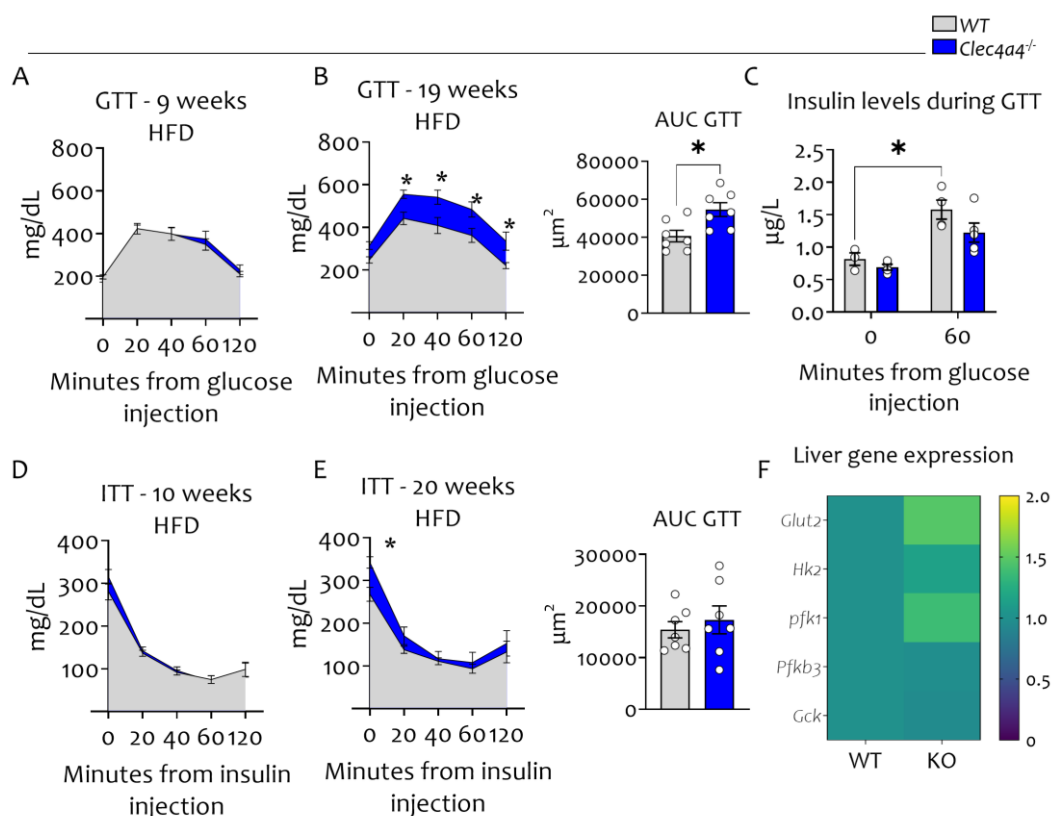 WT
Clec4a4-/-
A
GTT - 9 weeks
HFD
800
600
400
200
mg/dL
0 20 40 60 120
Minutes from glucose
injection
B
GTT - 19 weeks
HFD
800
600
400
200
mg/dL
* * * *
0 20 40 60 120
Minutes from glucose
injection
AUC GTT
*
80000
60000
40000
20000
0
µm²
C
Insulin levels during GTT
*
2.5
2.0
1.5
1.0
0.5
0.0
µg/L
0 60
Minutes from glucose
injection
D
ITT - 10 weeks
HFD
400
300
200
100
mg/dL
0 20 40 60 120
Minutes from insulin
injection
E
ITT - 20 weeks
HFD
*
400
300
200
100
mg/dL
0 20 40 60 120
Minutes from insulin
injection
AUC GTT
30000
20000
10000
0
µm²
F
Liver gene expression
Glut2
Hk2
pfk1
Pfkb3
Gck
WT KO
2.0
1.5
1.0
0.5
0